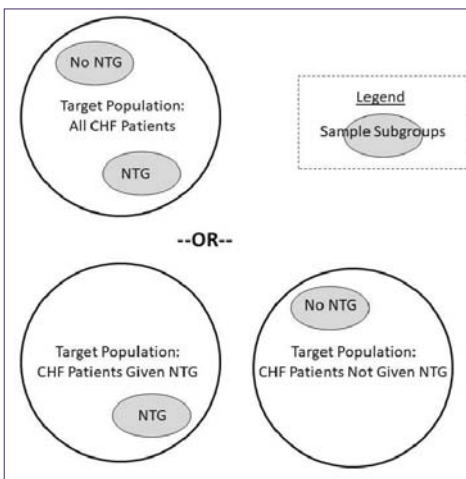 No NTG
Target Population:
All CHF Patients
NTG
Legend
Sample Subgroups
--OR--
Target Population:
CHF Patients Given NTG
NTG
No NTG
Target Population:
CHF Patients Not Given NTG